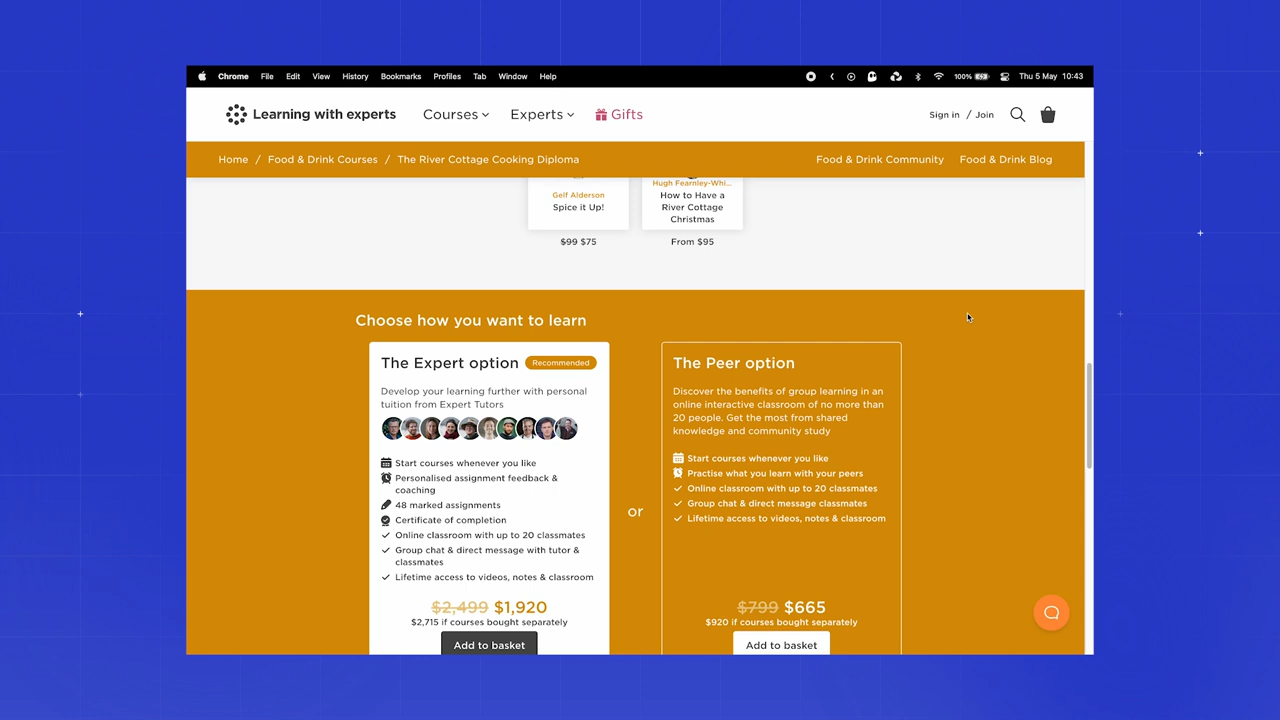 Chrome File Edit View History Bookmarks Profiles Tab Window Help 100% Thu 5 May 10:43
Learning with experts Courses Experts Gifts Sign in / Join
Home / Food & Drink Courses / The River Cottage Cooking Diploma Food & Drink Community Food & Drink Blog
Gelf Alderson
Spice it Up!
$99 $75
Hugh Fearnley-Whi...
How to Have a
River Cottage
Christmas
From $95
Choose how you want to learn
The Expert option Recommended
Develop your learning further with personal
tuition from Expert Tutors
Start courses whenever you like
Personalised assignment feedback &
coaching
48 marked assignments
Certificate of completion
Online classroom with up to 20 classmates
Group chat & direct message with tutor &
classmates
Lifetime access to videos, notes & classroom
$2,499 $1,920
$2,715 if courses bought separately
Add to basket
or
The Peer option
Discover the benefits of group learning in an
online interactive classroom of no more than
20 people. Get the most from shared
knowledge and community study
Start courses whenever you like
Practise what you learn with your peers
Online classroom with up to 20 classmates
Group chat & direct message classmates
Lifetime access to videos, notes & classroom
$799 $665
$920 if courses bought separately
Add to basket